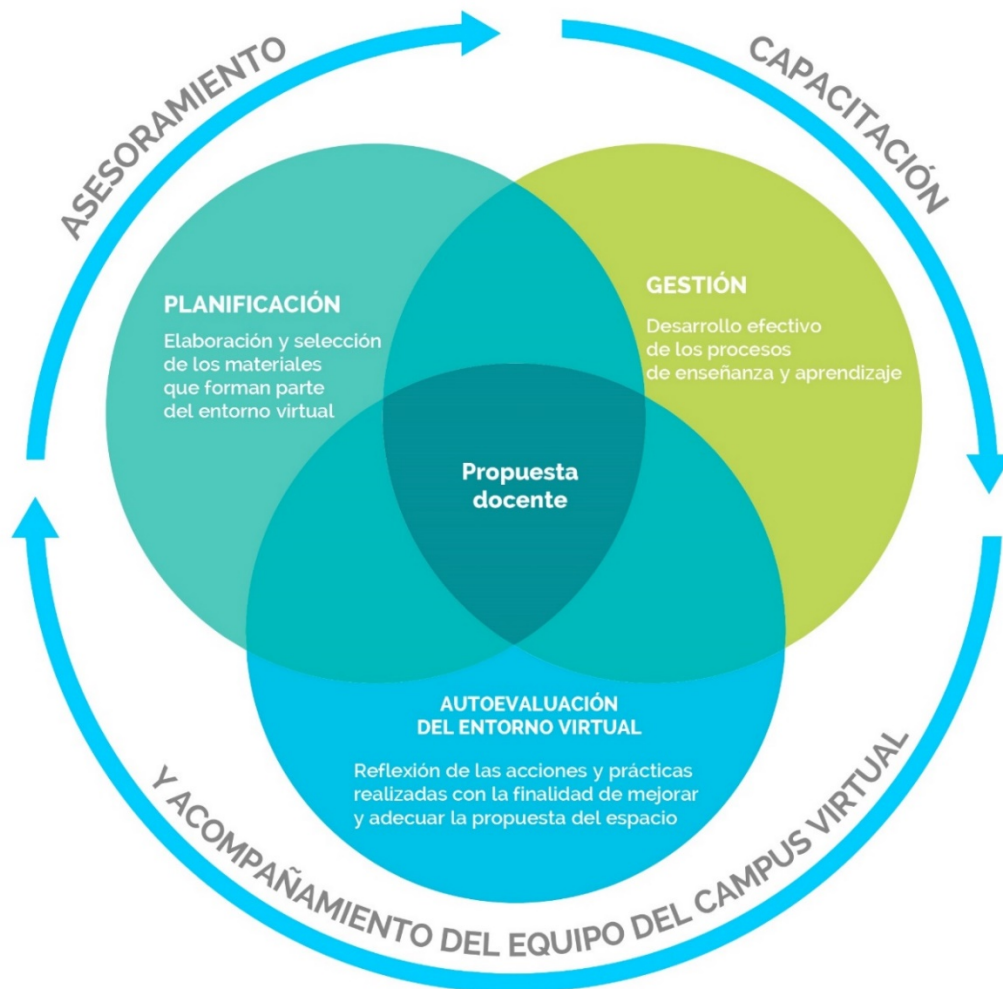 ASESORAMIENTO
CAPACITACIÓN
PLANIFICACIÓN
Elaboración y selección
de los materiales
que forman parte
del entorno virtual
GESTIÓN
Desarrollo efectivo
de los procesos
de enseñanza y aprendizaje
Propuesta
docente
AUTOEVALUACIÓN
DEL ENTORNO VIRTUAL
Reflexión de las acciones y prácticas
realizadas con la finalidad de mejorar
y adecuar la propuesta del espacio
Y ACOMPAÑAMIENTO DEL EQUIPO DEL CAMPUS VIRTUAL